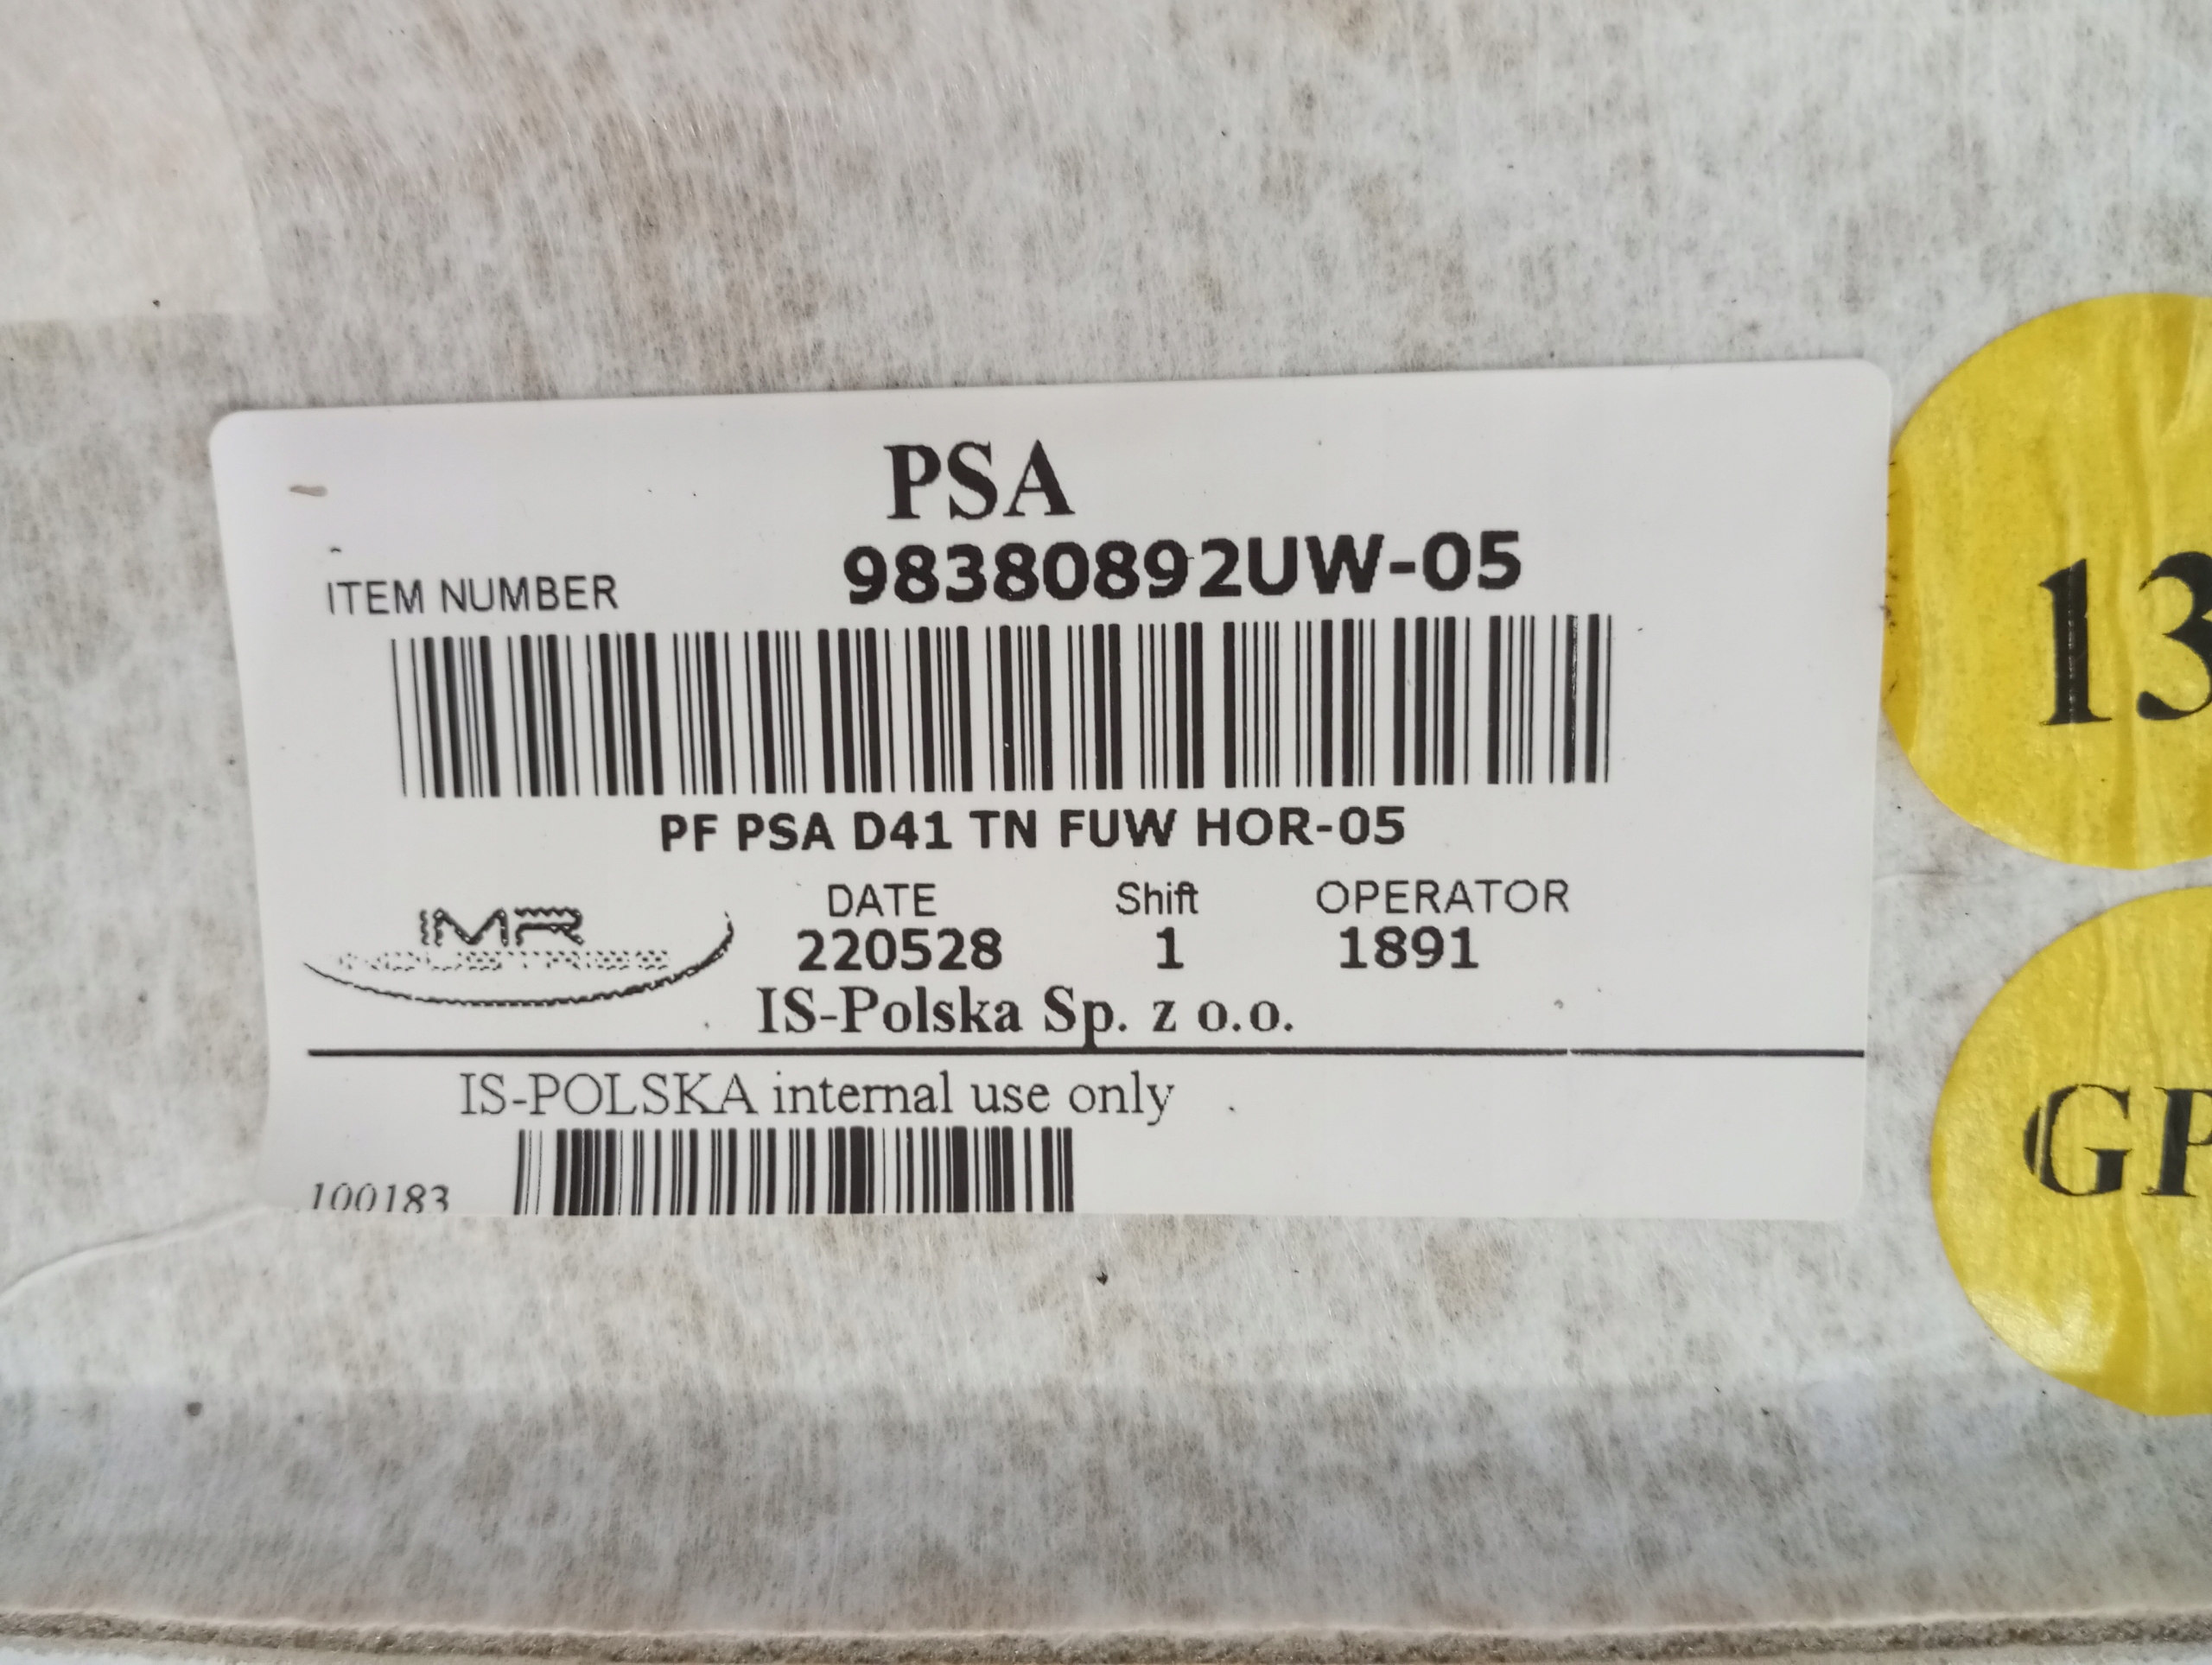 PSA
ITEM NUMBER 98380892UW-05
PF PSA D41 TN FUW HOR-05
IMR
DATE Shift OPERATOR
220528 1 1891
IS-Polska Sp. z o.o.
IS-POLSKA internal use only
100183
13
GP